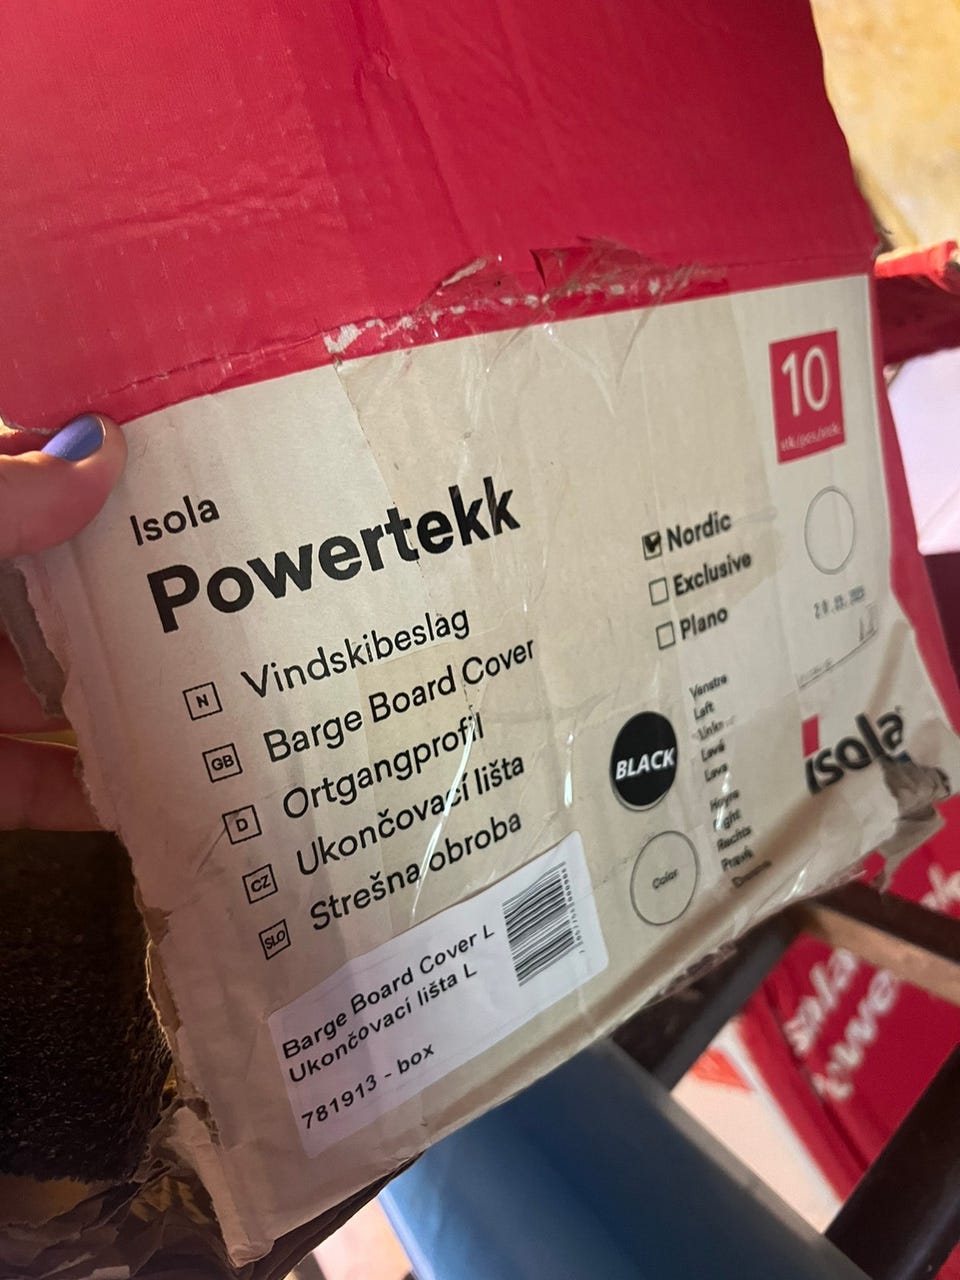 10
stk/pcs/stck
Isola
Powertekk
Nordic
Exclusive
Plano
N Vindskibeslag
GB Barge Board Cover
D Ortgangprofil
CZ Ukončovací lišta
SLO Strešna obroba
BLACK
Color
Venstre
Left
Links
Levá
Leva
Høyre
Right
Rechts
Pravá
Desna
isola
Barge Board Cover L
Ukončovací lišta L
781913 - box
isola